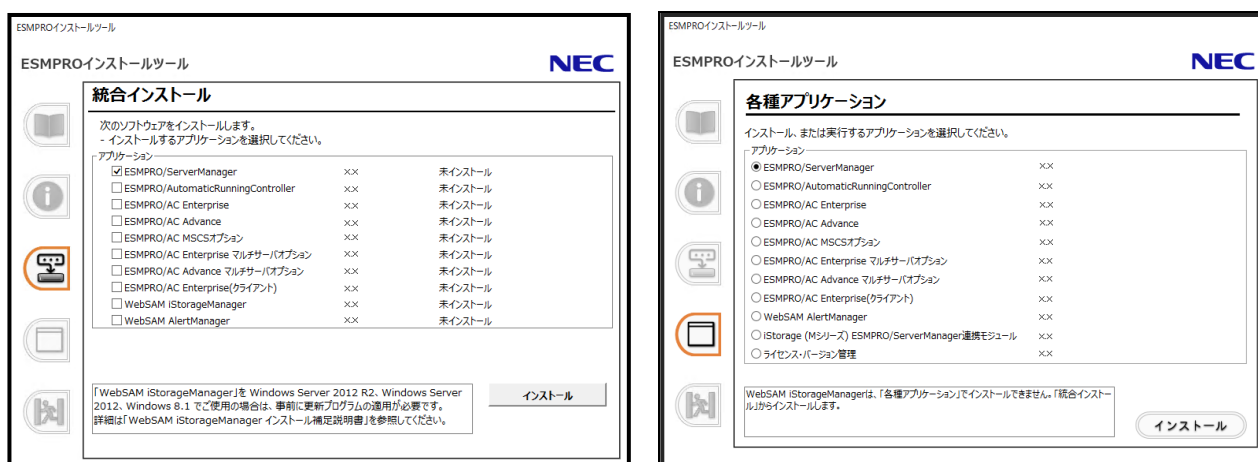 ESMPROインストールツール
ESMPROインストールツール
NEC
統合インストール
次のソフトウェアをインストールします。
- インストールするアプリケーションを選択してください。
アプリケーション
ESMPRO/ServerManager ×× 未インストール
ESMPRO/AutomaticRunningController ×× 未インストール
ESMPRO/AC Enterprise ×× 未インストール
ESMPRO/AC Advance ×× 未インストール
ESMPRO/AC MSCSオプション ×× 未インストール
ESMPRO/AC Enterprise マルチサーバオプション ×× 未インストール
ESMPRO/AC Advance マルチサーバオプション ×× 未インストール
ESMPRO/AC Enterprise(クライアント) ×× 未インストール
WebSAM iStorageManager ×× 未インストール
WebSAM AlertManager ×× 未インストール
「WebSAM iStorageManager」を Windows Server 2012 R2、Windows Server
2012、Windows 8.1 でご使用の場合は、事前に更新プログラムの適用が必要です。
詳細は「WebSAM iStorageManager インストール補足説明書」を参照してください。
インストール
ESMPROインストールツール
ESMPROインストールツール
NEC
各種アプリケーション
インストール、または実行するアプリケーションを選択してください。
アプリケーション
ESMPRO/ServerManager ××
ESMPRO/AutomaticRunningController ××
ESMPRO/AC Enterprise ××
ESMPRO/AC Advance ××
ESMPRO/AC MSCSオプション ××
ESMPRO/AC Enterprise マルチサーバオプション ××
ESMPRO/AC Advance マルチサーバオプション ××
ESMPRO/AC Enterprise(クライアント) ××
WebSAM AlertManager ××
iStorage (Mシリーズ) ESMPRO/ServerManager連携モジュール ××
ライセンス・バージョン管理 ××
WebSAM iStorageManagerは、「各種アプリケーション」でインストールできません。「統合インストー
ル」からインストールします。
インストール